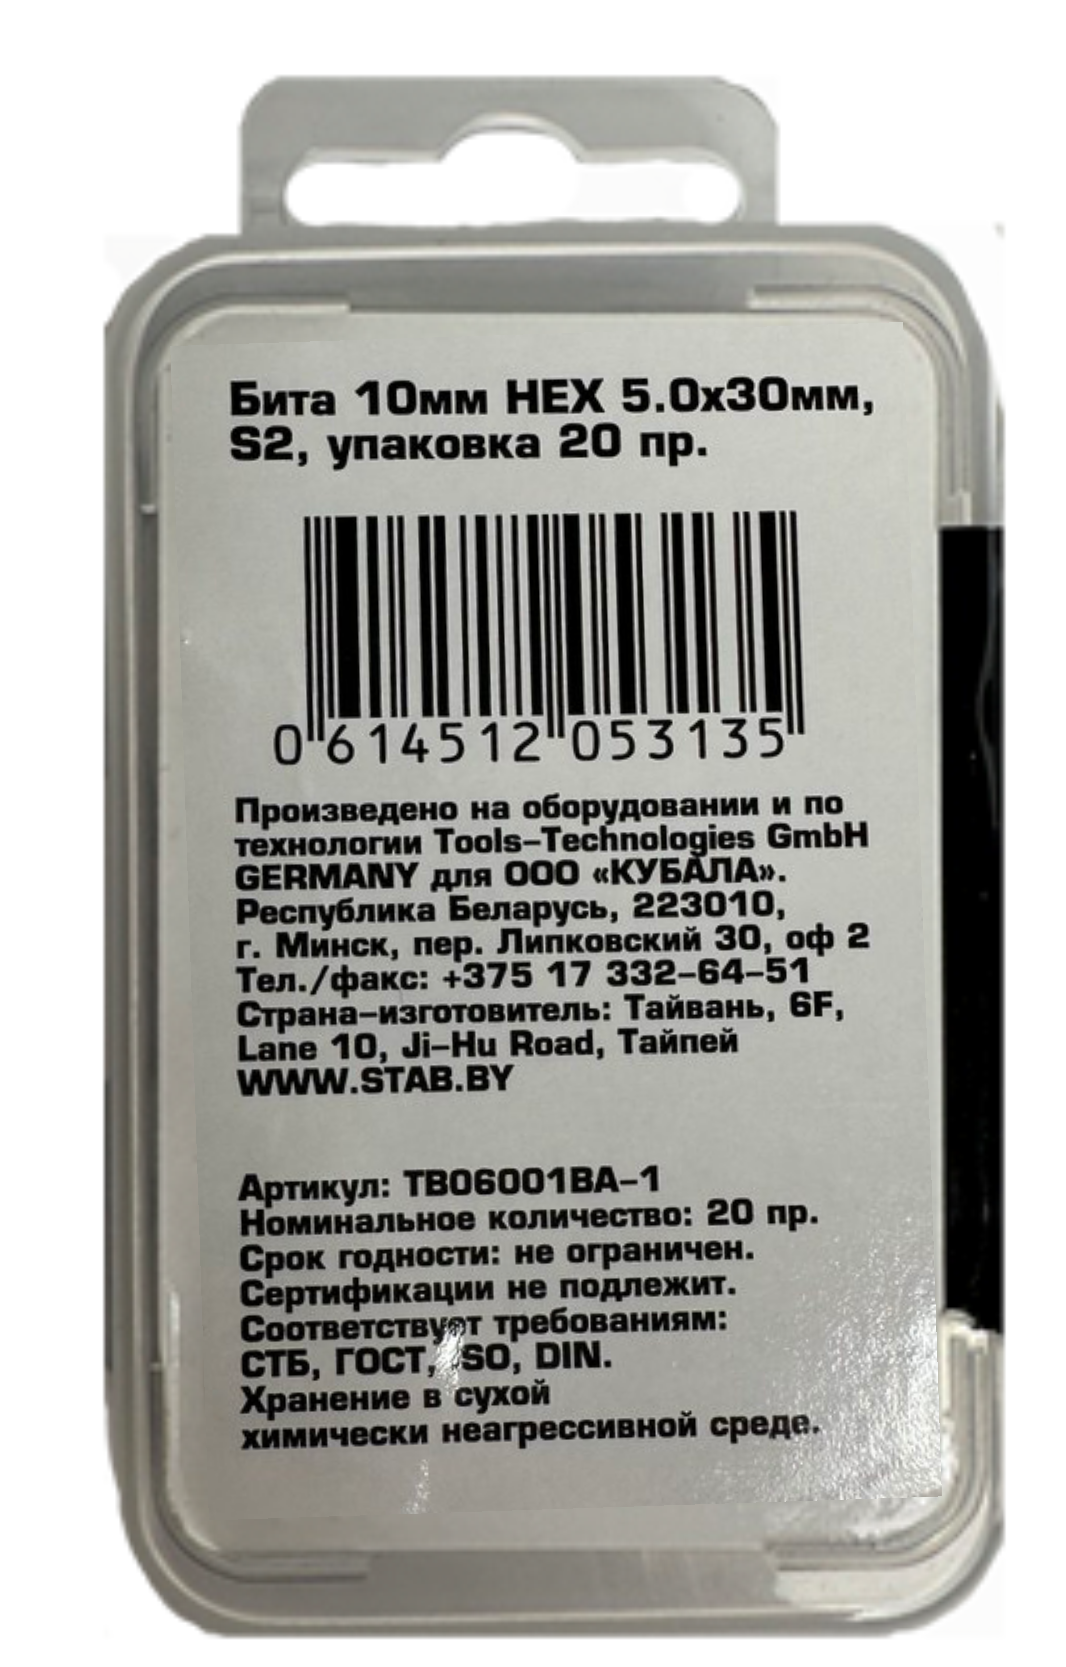 Бита 10мм HEX 5.0x30мм,
S2, упаковка 20 пр.
0 614512 053135
Произведено на оборудовании и по
технологии Tools-Technologies GmbH
GERMANY для ООО «КУБАЛА».
Республика Беларусь, 223010,
г. Минск, пер. Липковский 30, оф 2
Тел./факс: +375 17 332-64-51
Страна-изготовитель: Тайвань, 6F,
Lane 10, Ji-Hu Road, Тайпей
WWW.STAB.BY
Артикул: TB06001BA-1
Номинальное количество: 20 пр.
Срок годности: не ограничен.
Сертификации не подлежит.
Соответствует требованиям:
СТБ, ГОСТ, ISO, DIN.
Хранение в сухой
химически неагрессивной среде.